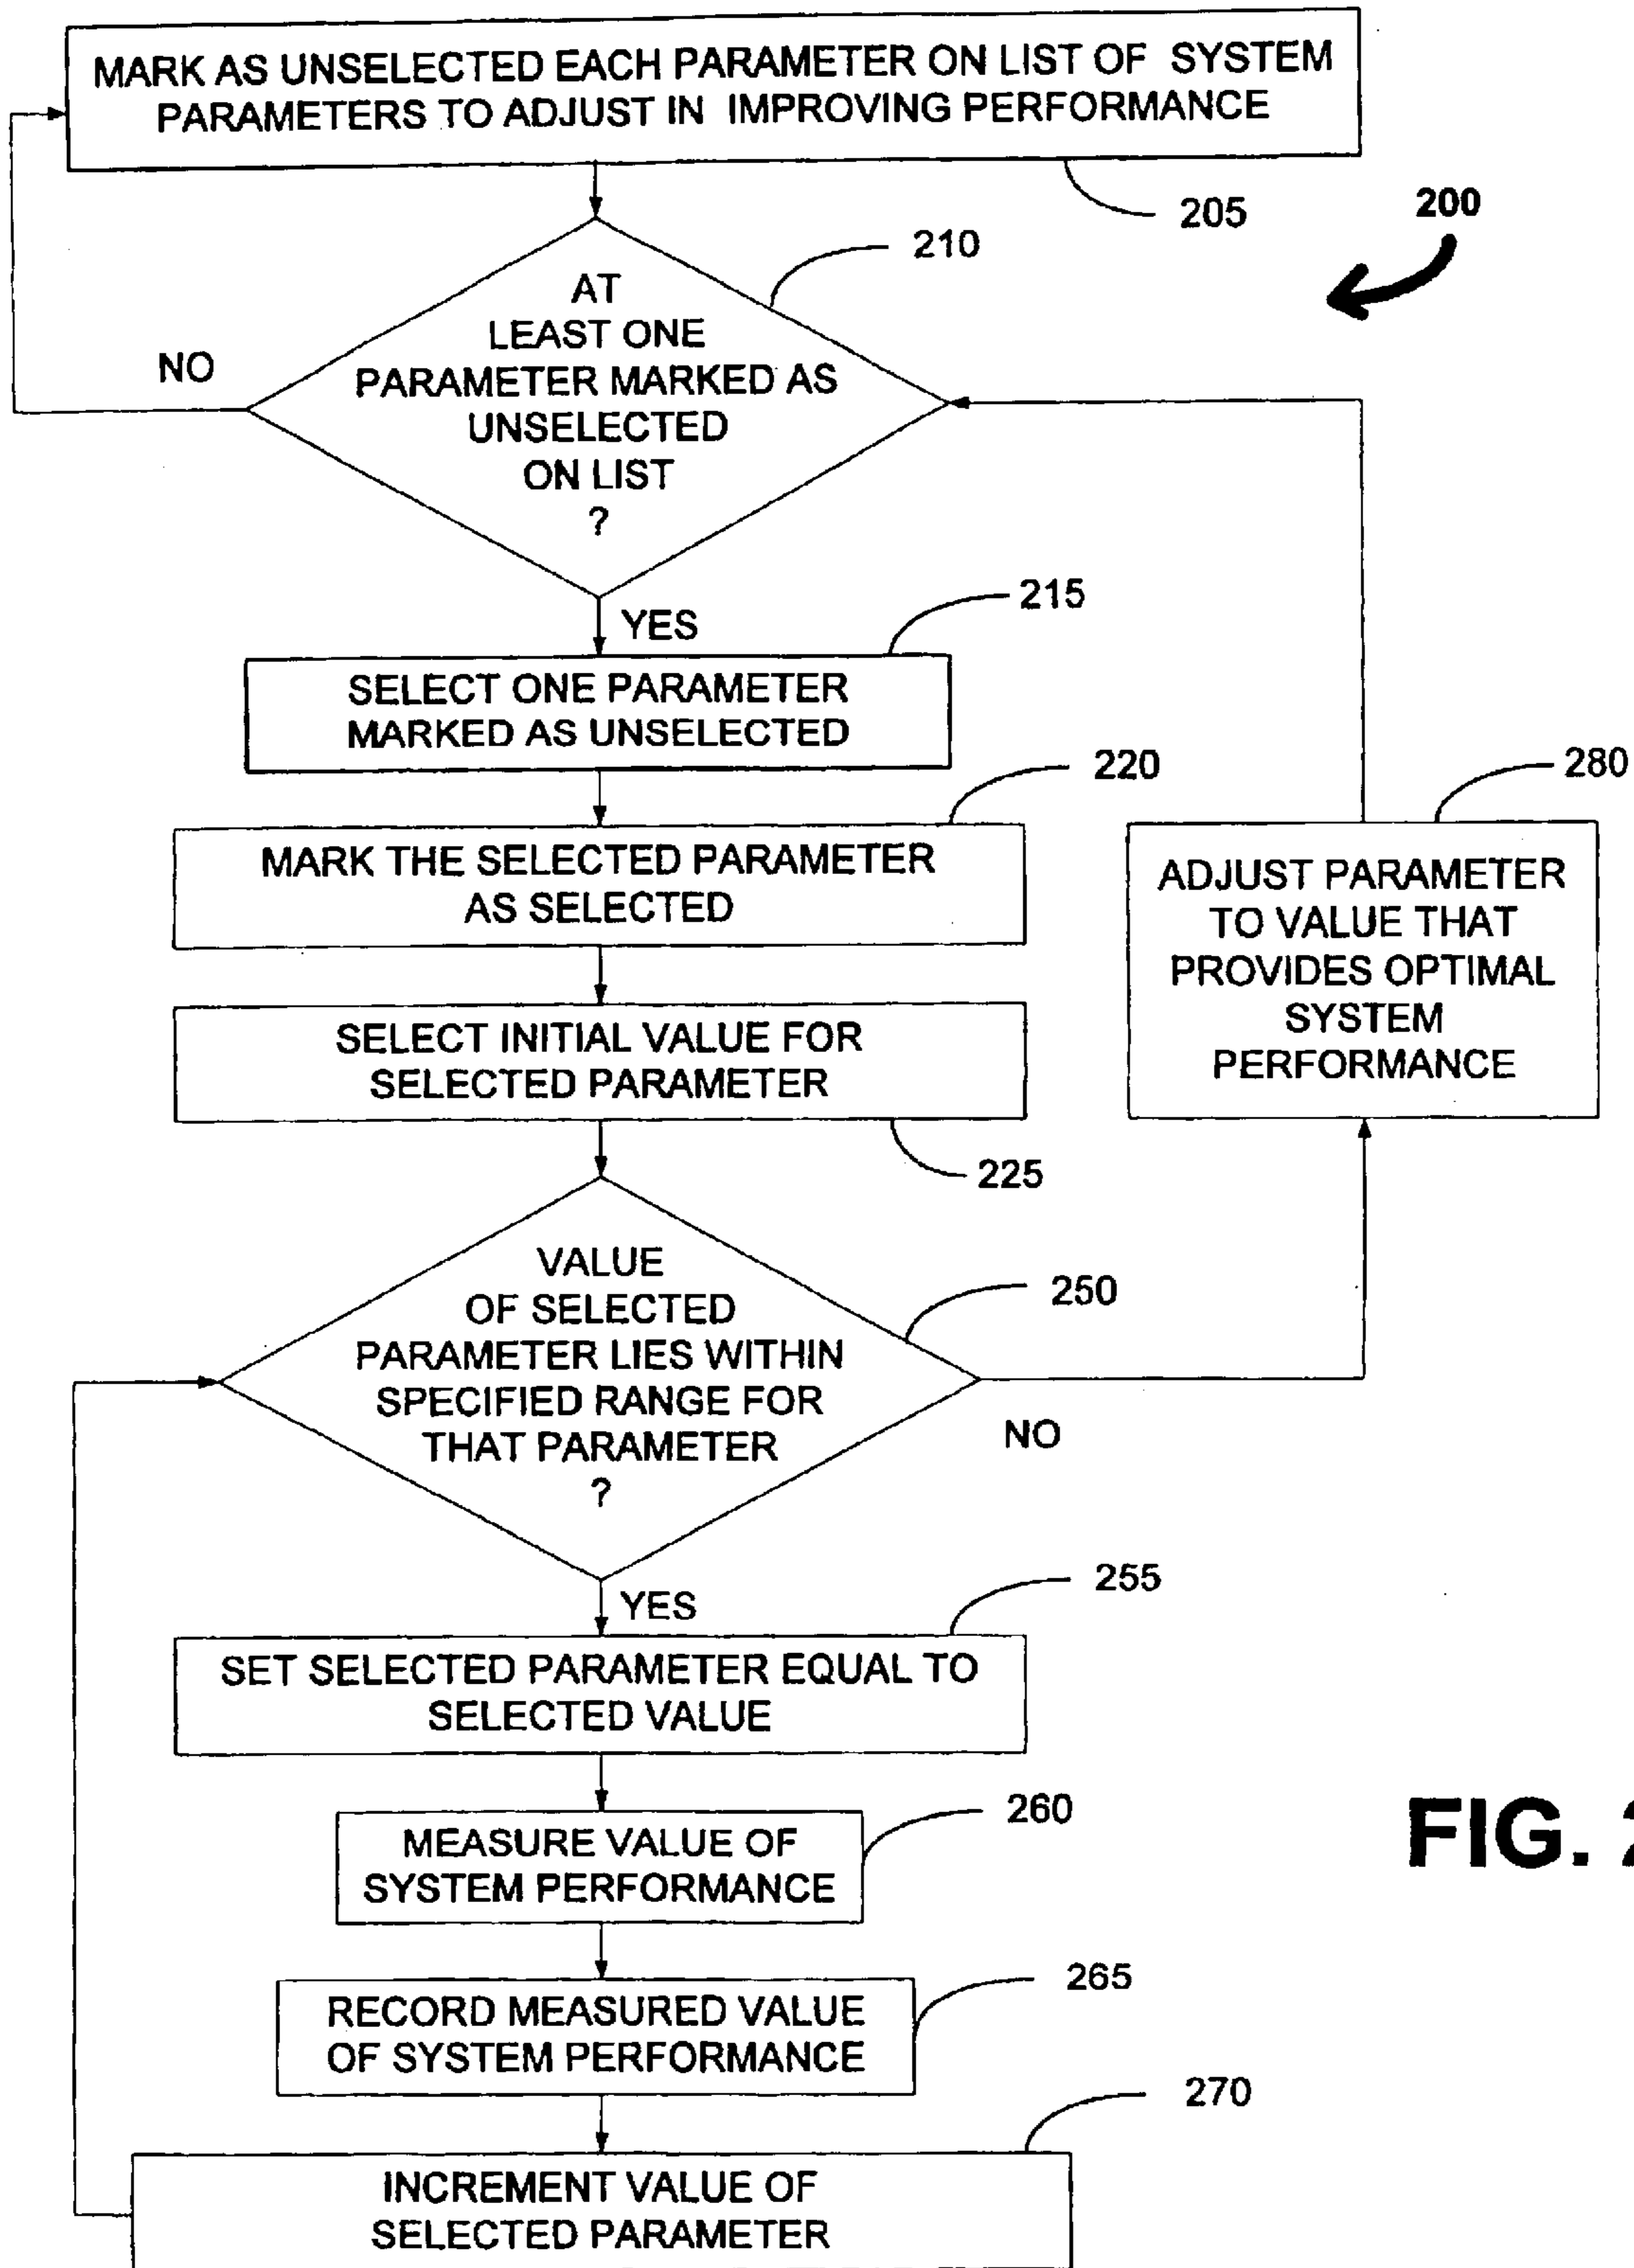 MARK AS UNSELECTED EACH PARAMETER ON LIST OF SYSTEM
PARAMETERS TO ADJUST IN IMPROVING PERFORMANCE
205
200
210
AT
LEAST ONE
PARAMETER MARKED AS
UNSELECTED
ON LIST
?
NO
YES
215
SELECT ONE PARAMETER
MARKED AS UNSELECTED
220
MARK THE SELECTED PARAMETER
AS SELECTED
280
ADJUST PARAMETER
TO VALUE THAT
PROVIDES OPTIMAL
SYSTEM
PERFORMANCE
SELECT INITIAL VALUE FOR
SELECTED PARAMETER
225
VALUE
OF SELECTED
PARAMETER LIES WITHIN
SPECIFIED RANGE FOR
THAT PARAMETER
?
250
NO
YES
255
SET SELECTED PARAMETER EQUAL TO
SELECTED VALUE
260
MEASURE VALUE OF
SYSTEM PERFORMANCE
FIG. 2
265
RECORD MEASURED VALUE
OF SYSTEM PERFORMANCE
270
INCREMENT VALUE OF
SELECTED PARAMETER